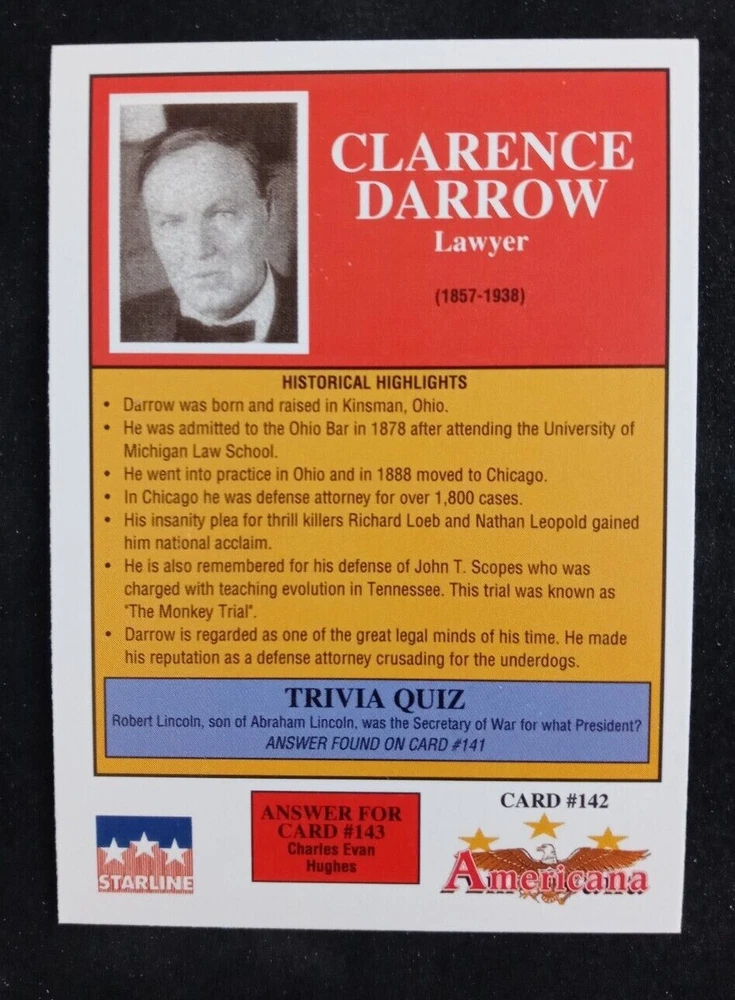 CLARENCE
DARROW
Lawyer
(1857-1938)
HISTORICAL HIGHLIGHTS
• Darrow was born and raised in Kinsman, Ohio.
• He was admitted to the Ohio Bar in 1878 after attending the University of
Michigan Law School.
• He went into practice in Ohio and in 1888 moved to Chicago.
• In Chicago he was defense attorney for over 1,800 cases.
• His insanity plea for thrill killers Richard Loeb and Nathan Leopold gained
him national acclaim.
• He is also remembered for his defense of John T. Scopes who was
charged with teaching evolution in Tennessee. This trial was known as
"The Monkey Trial".
• Darrow is regarded as one of the great legal minds of his time. He made
his reputation as a defense attorney crusading for the underdogs.
TRIVIA QUIZ
Robert Lincoln, son of Abraham Lincoln, was the Secretary of War for what President?
ANSWER FOUND ON CARD #141
STARLINE
ANSWER FOR
CARD #143
Charles Evan
Hughes
CARD #142
Americana